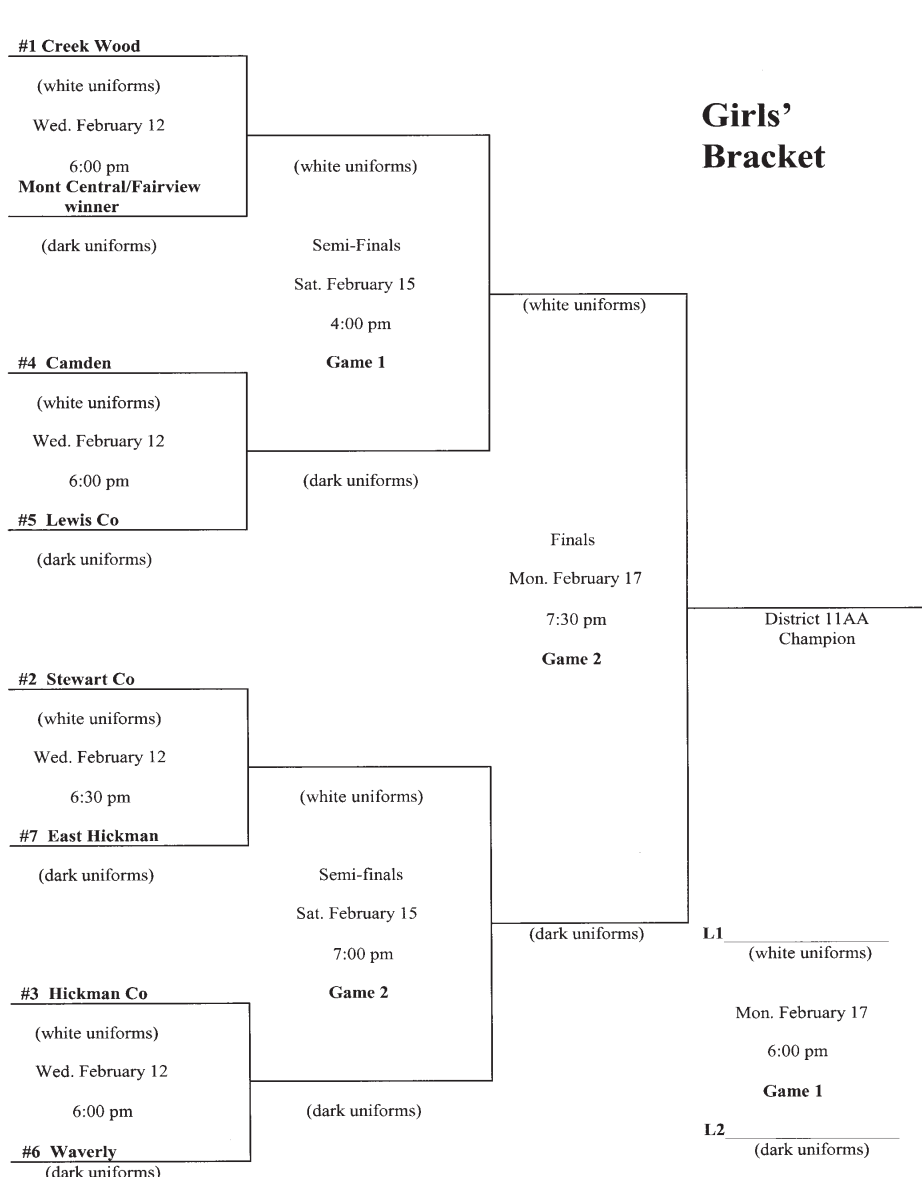 #1 Creek Wood
(white uniforms)
Wed. February 12
6:00 pm
Mont Central/Fairview
winner
(dark uniforms)
#4 Camden
(white uniforms)
Wed. February 12
6:00 pm
#5 Lewis Co
(dark uniforms)
#2 Stewart Co
(white uniforms)
Wed. February 12
6:30 pm
#7 East Hickman
(dark uniforms)
#3 Hickman Co
(white uniforms)
Wed. February 12
6:00 pm
#6 Waverly
(dark uniforms)
(white uniforms)
Semi-Finals
Sat. February 15
4:00 pm
Game 1
(dark uniforms)
(white uniforms)
Semi-finals
Sat. February 15
7:00 pm
Game 2
(dark uniforms)
(white uniforms)
Finals
Mon. February 17
7:30 pm
Game 2
(dark uniforms)
Girls'
Bracket
District 11AA
Champion
L1
(white uniforms)
Mon. February 17
6:00 pm
Game 1
L2
(dark uniforms)